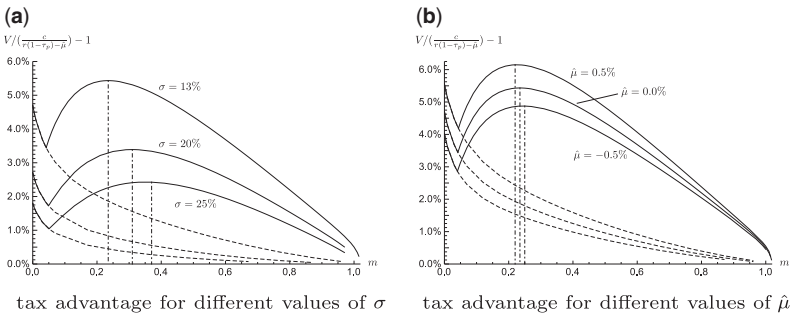 (a)
V/(c/(r(1−τ_p)−μ̂)) − 1
6.0%
5.0%
4.0%
3.0%
2.0%
1.0%
0.0%
0.0 0.2 0.4 0.6 0.8 1.0 m
σ = 13%
σ = 20%
σ = 25%
tax advantage for different values of σ
(b)
V/(c/(r(1−τ_p)−μ̂)) − 1
6.0%
5.0%
4.0%
3.0%
2.0%
1.0%
0.0%
0.0 0.2 0.4 0.6 0.8 1.0 m
μ̂ = 0.5%
μ̂ = 0.0%
μ̂ = −0.5%
tax advantage for different values of μ̂